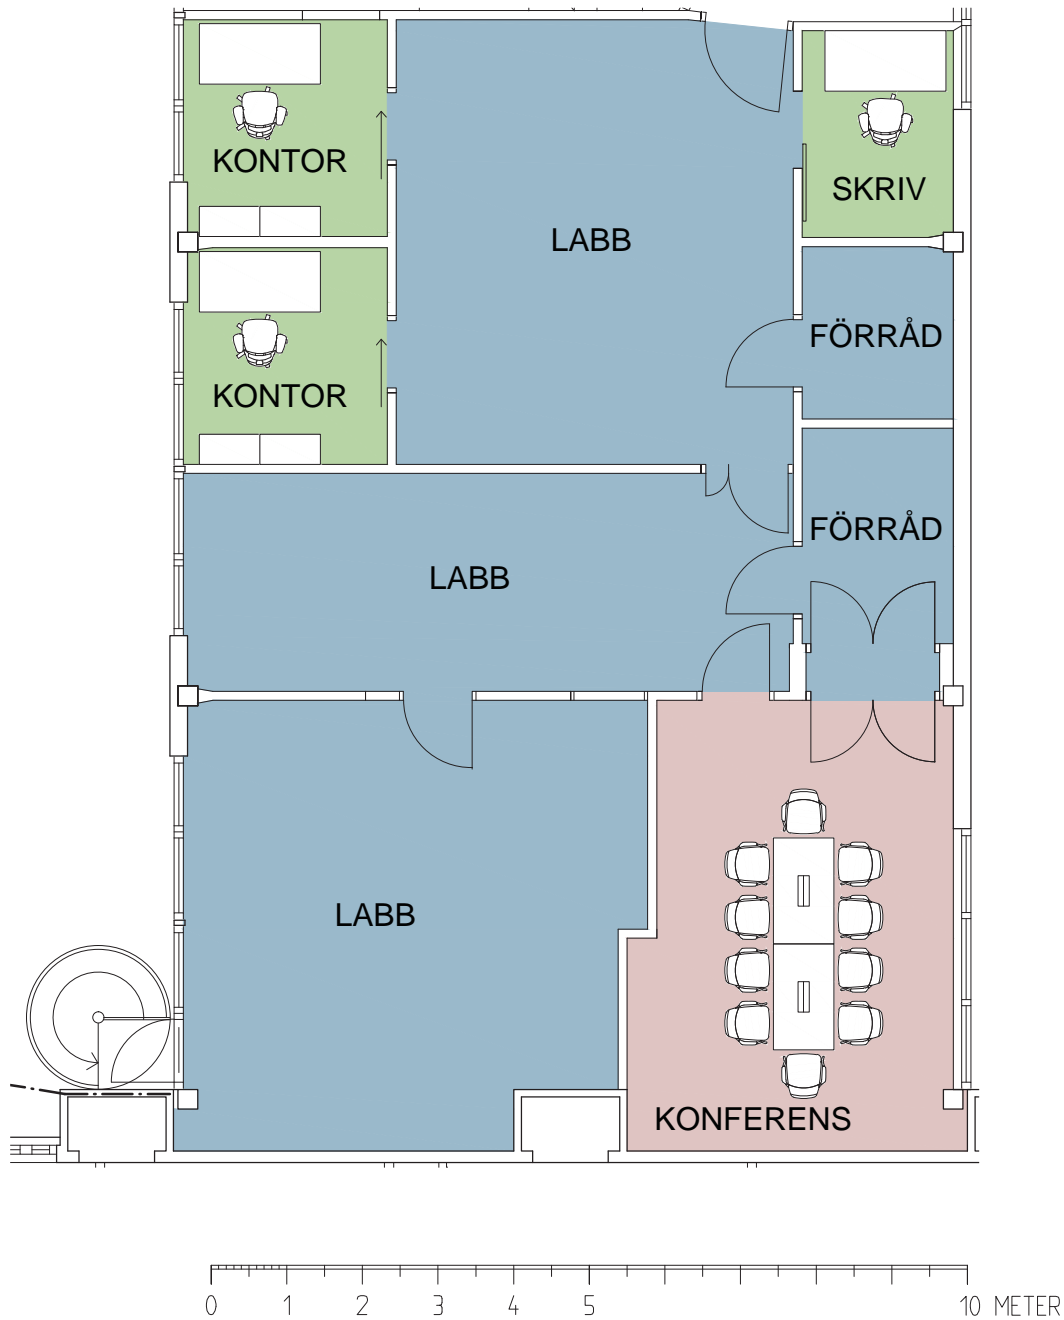 KONTOR
SKRIV
LABB
FÖRRÅD
KONTOR
FÖRRÅD
LABB
LABB
KONFERENS
0 1 2 3 4 5 10 METER